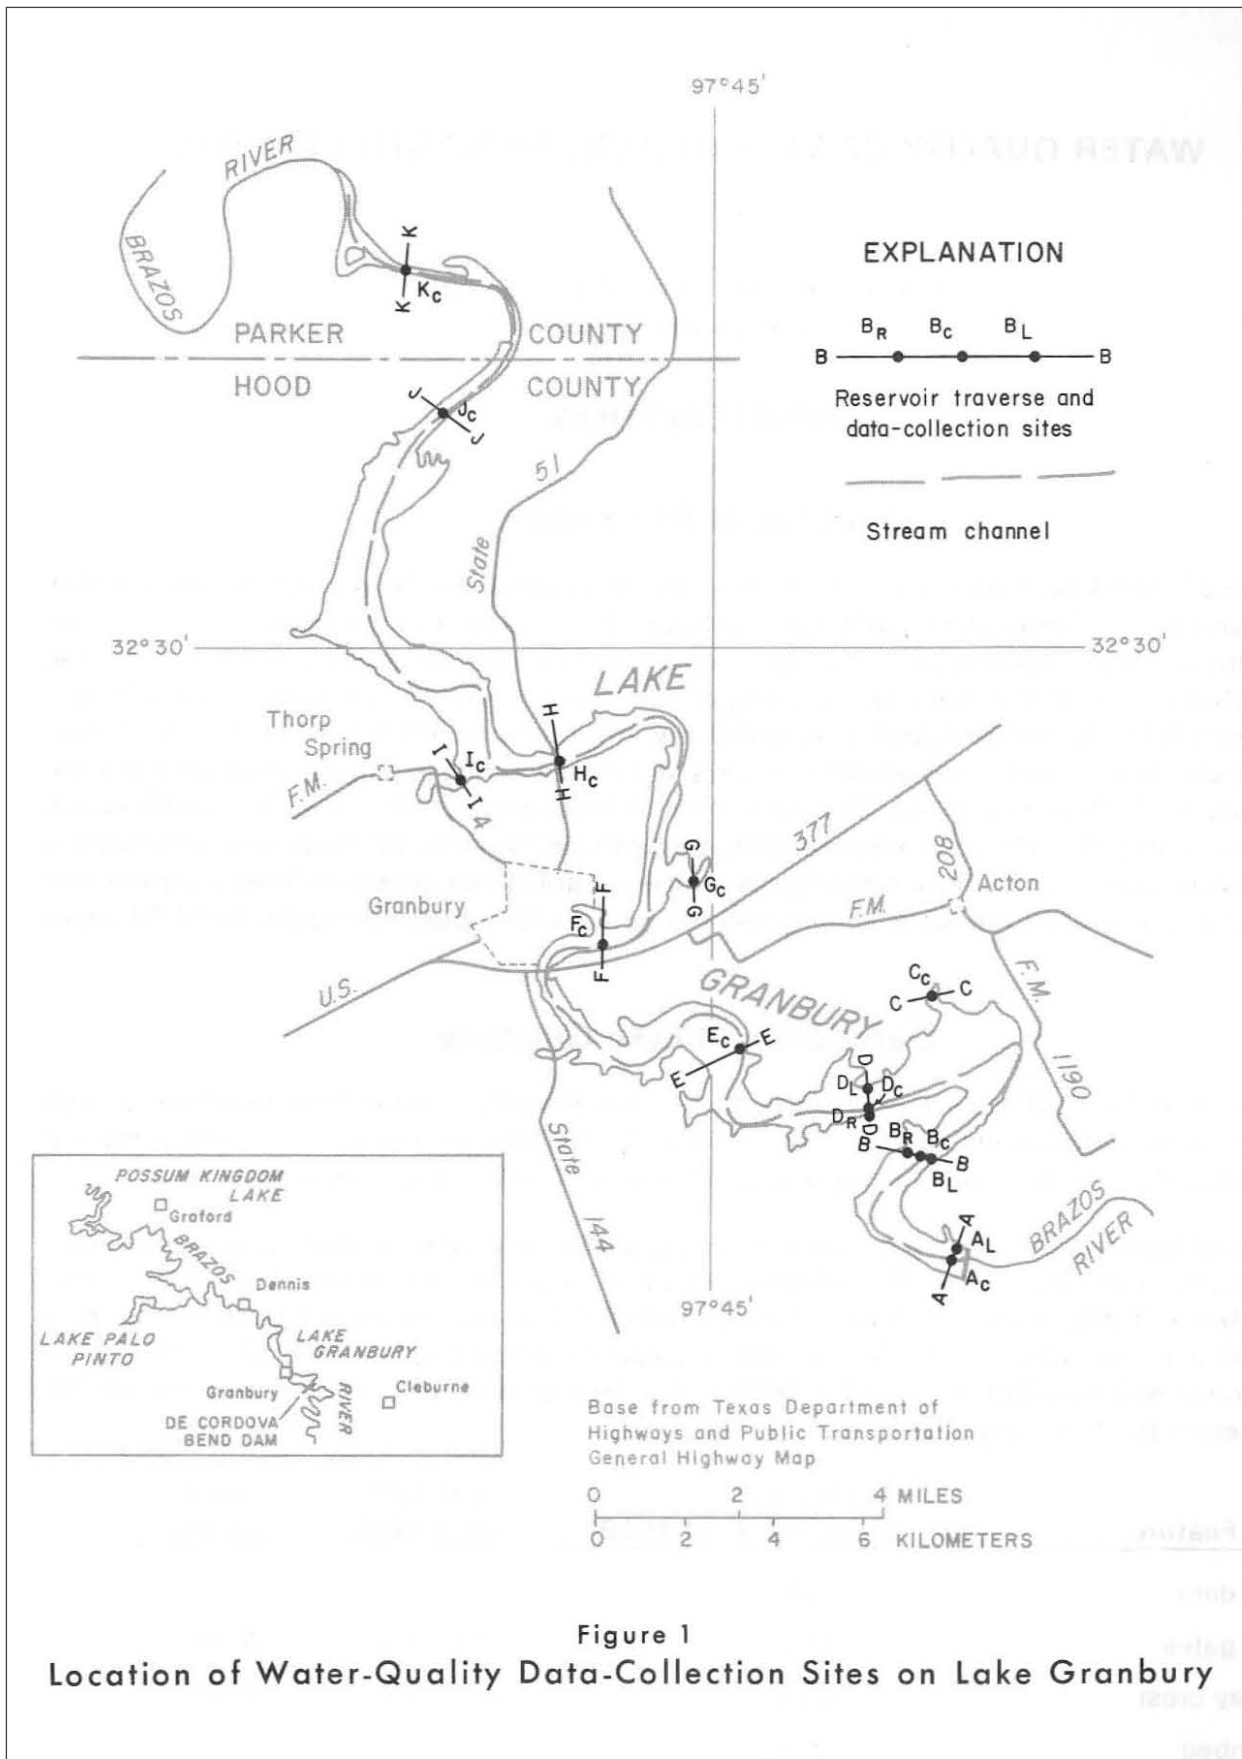 97°45'
RIVER
BRAZOS
K
K
Kc
PARKER COUNTY
HOOD COUNTY
EXPLANATION
BR BC BL
B B
Reservoir traverse and
data-collection sites
Stream channel
J
Jc
J
51
State
32°30'
32°30'
LAKE
Thorp
Spring
F.M.
4
I
Ic
I
H
Hc
H
377
208
Acton
F.M.
G
Gc
G
Granbury
F
Fc
F
U.S.
GRANBURY
Cc
C C
F.M.
1190
Ec
E
E
D
DL DC
DR
D
BR BC
B B
BL
State
144
A
AL
Ac
A
BRAZOS
RIVER
97°45'
POSSUM KINGDOM
LAKE
Graford
BRAZOS
Dennis
LAKE PALO
PINTO
LAKE
GRANBURY
Granbury
Cleburne
RIVER
DE CORDOVA
BEND DAM
Base from Texas Department of
Highways and Public Transportation
General Highway Map
0 2 4 MILES
0 2 4 6 KILOMETERS
Figure 1
Location of Water-Quality Data-Collection Sites on Lake Granbury